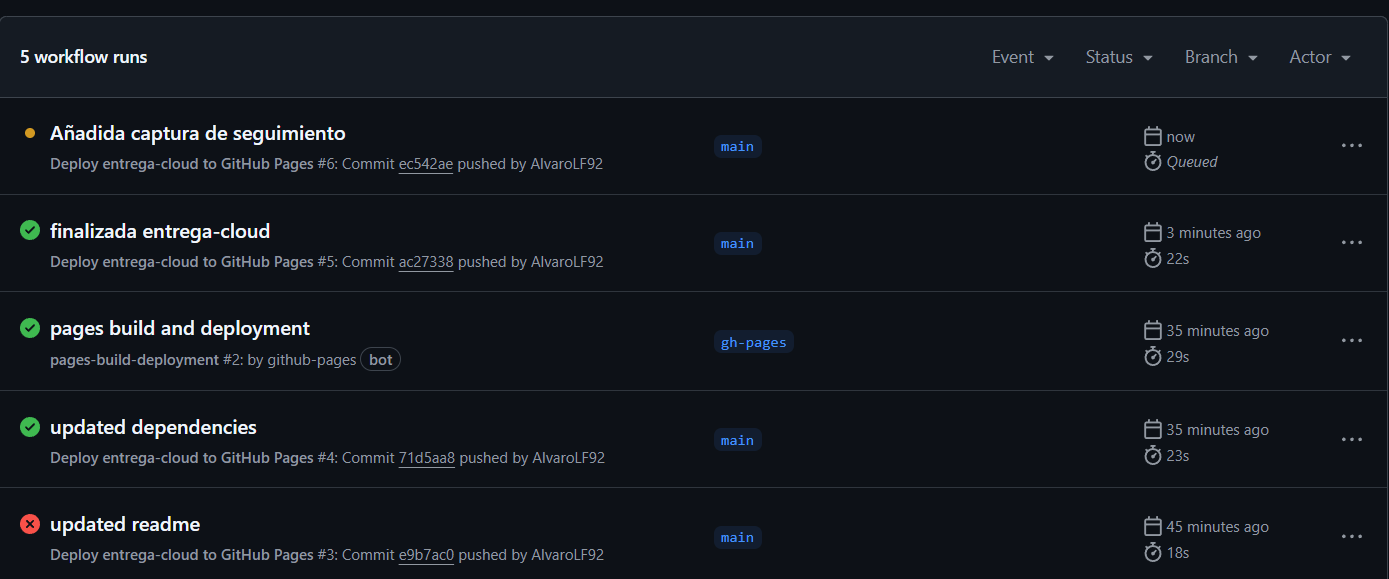 5 workflow runs
Event Status Branch Actor
Añadida captura de seguimiento
Deploy entrega-cloud to GitHub Pages #6: Commit ec542ae pushed by AlvaroLF92
main
now
Queued
finalizada entrega-cloud
Deploy entrega-cloud to GitHub Pages #5: Commit ac27338 pushed by AlvaroLF92
main
3 minutes ago
22s
pages build and deployment
pages-build-deployment #2: by github-pages bot
gh-pages
35 minutes ago
29s
updated dependencies
Deploy entrega-cloud to GitHub Pages #4: Commit 71d5aa8 pushed by AlvaroLF92
main
35 minutes ago
23s
updated readme
Deploy entrega-cloud to GitHub Pages #3: Commit e9b7ac0 pushed by AlvaroLF92
main
45 minutes ago
18s